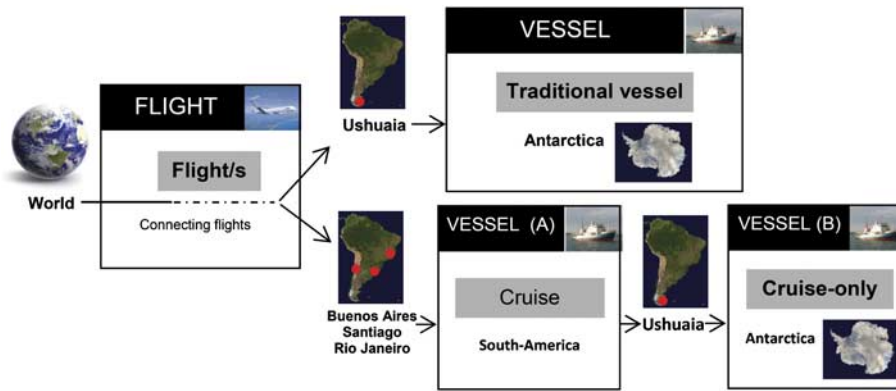 VESSEL
FLIGHT
Traditional vessel
Ushuaia
Antarctica
Flight/s
World
Connecting flights
VESSEL (A)
VESSEL (B)
Cruise
Cruise-only
Buenos Aires
Santiago
Rio Janeiro
South-America
Ushuaia
Antarctica